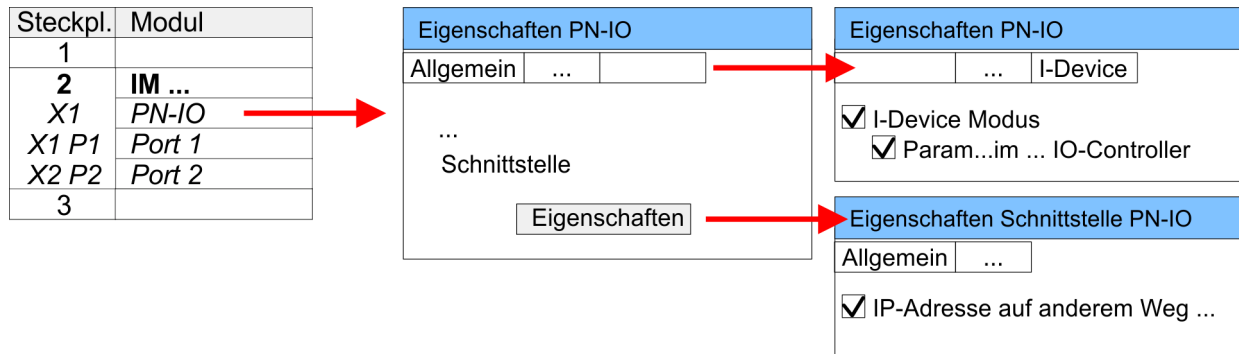 Steckpl. Modul
1
2 IM ...
X1 PN-IO
X1 P1 Port 1
X2 P2 Port 2
3
Eigenschaften PN-IO
Allgemein ...
...
Schnittstelle
Eigenschaften
Eigenschaften PN-IO
... I-Device
I-Device Modus
Param...im ... IO-Controller
Eigenschaften Schnittstelle PN-IO
Allgemein ...
IP-Adresse auf anderem Weg ...